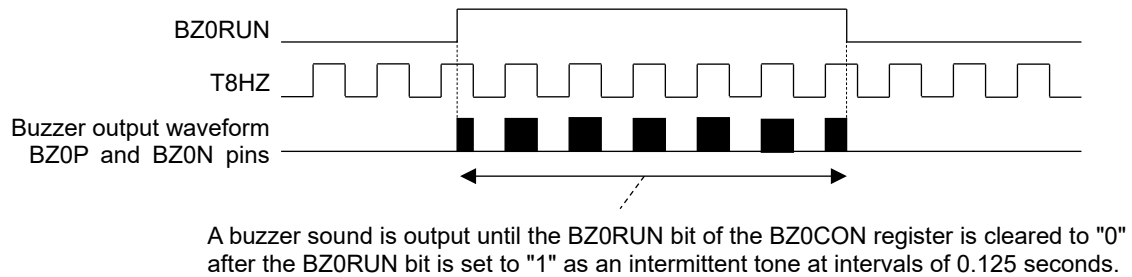 BZ0RUN
T8HZ
Buzzer output waveform
BZ0P and BZ0N pins
A buzzer sound is output until the BZ0RUN bit of the BZ0CON register is cleared to "0"
after the BZ0RUN bit is set to "1" as an intermittent tone at intervals of 0.125 seconds.